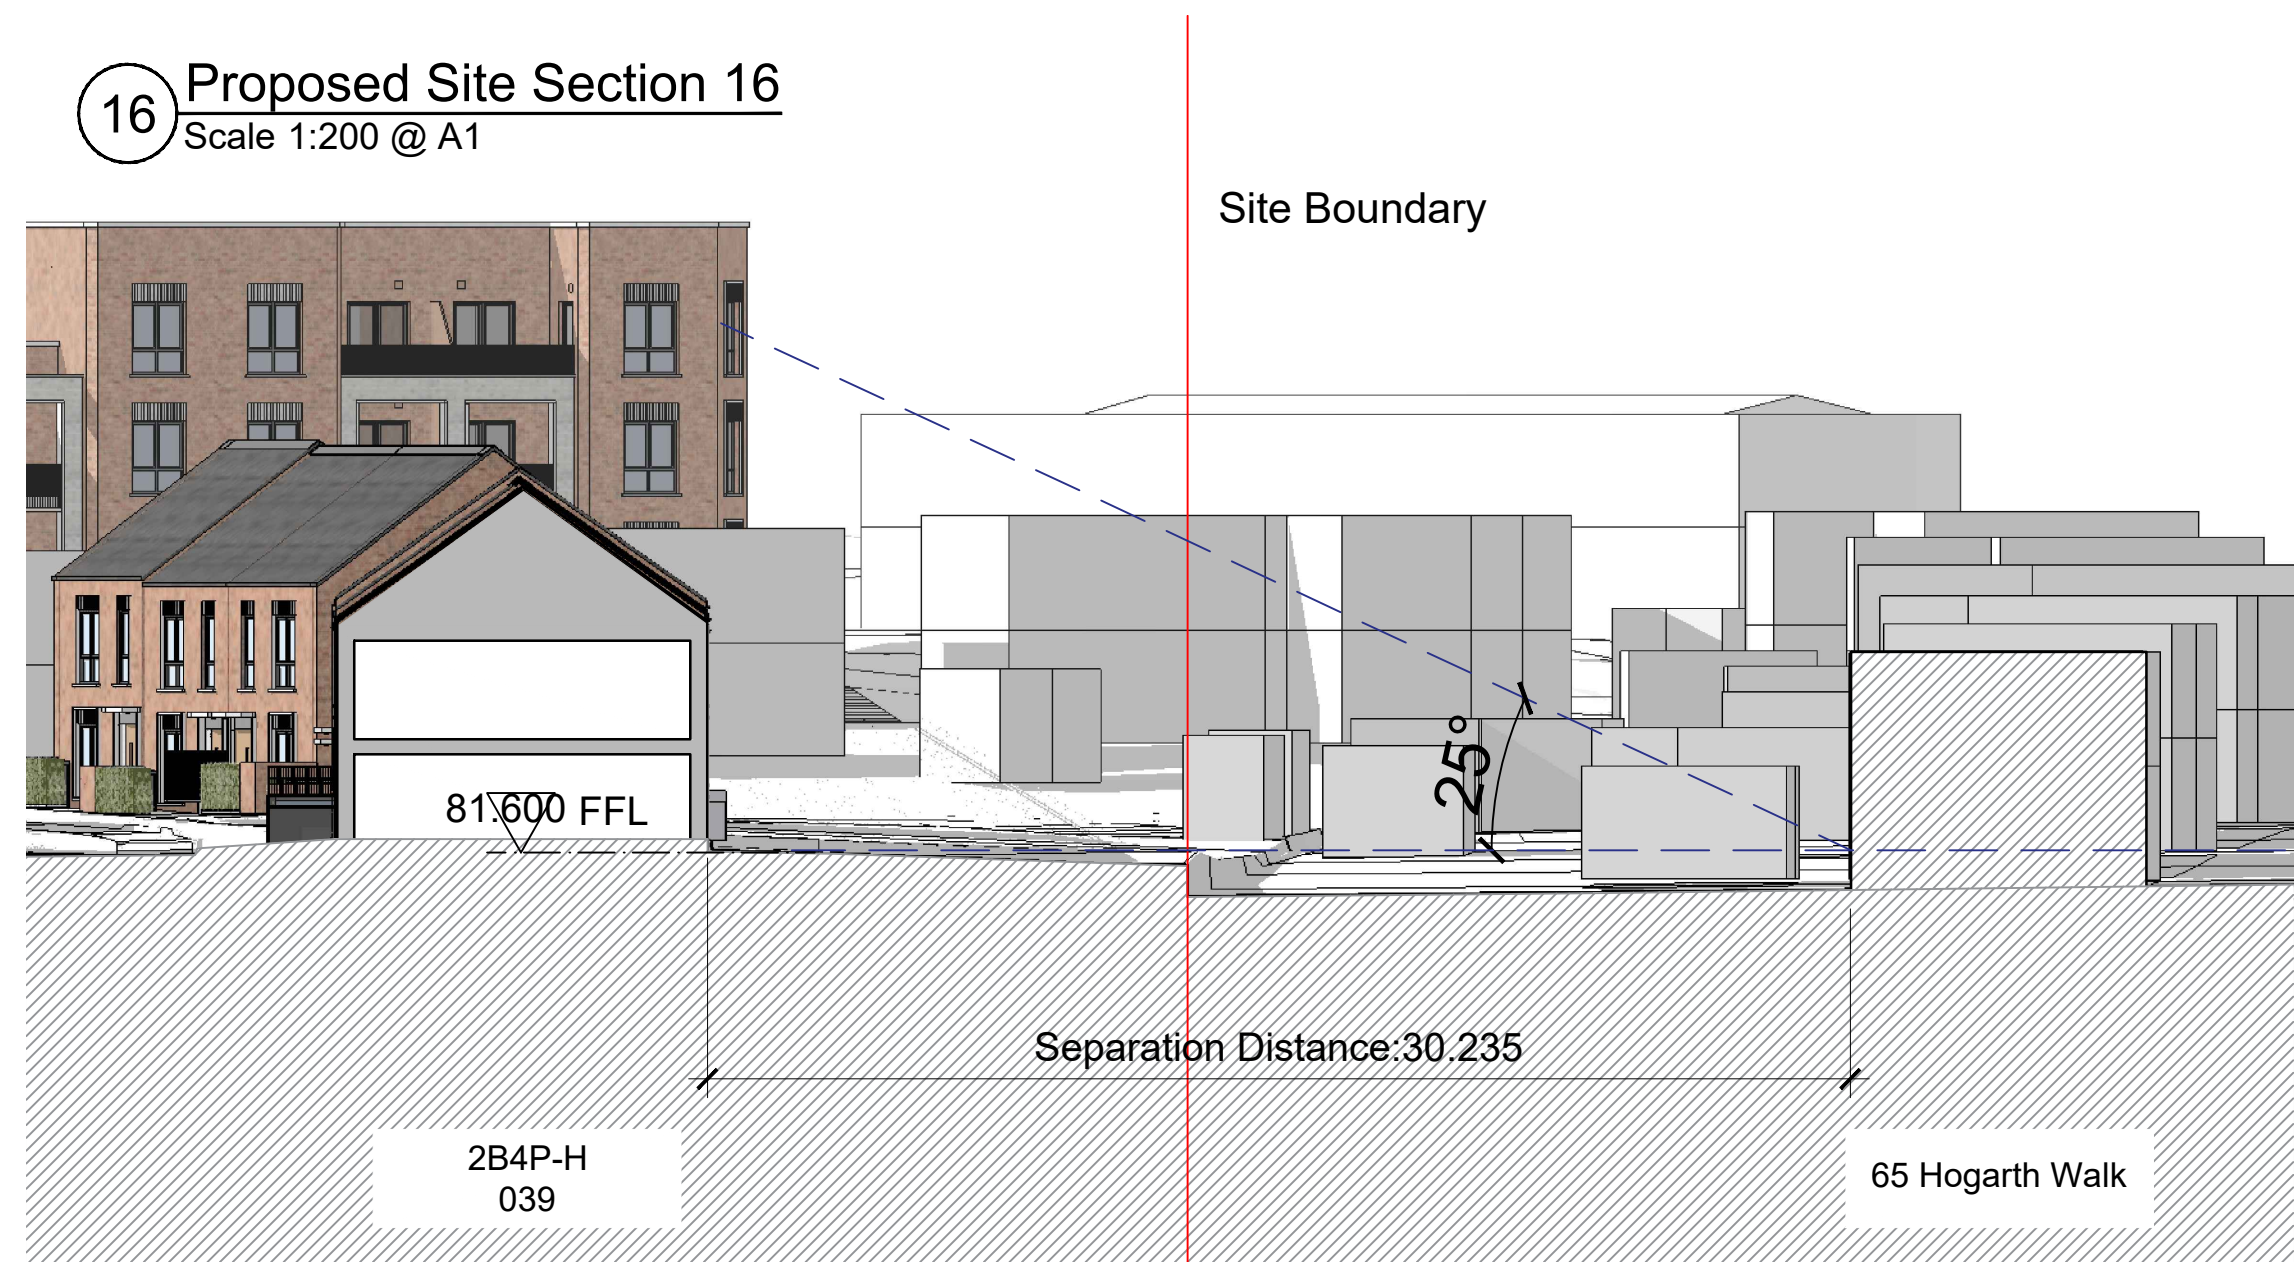 16
Proposed Site Section 16
Scale 1:200 @ A1
Site Boundary
25°
81.600 FFL
Separation Distance:30.235
2B4P-H
039
65 Hogarth Walk